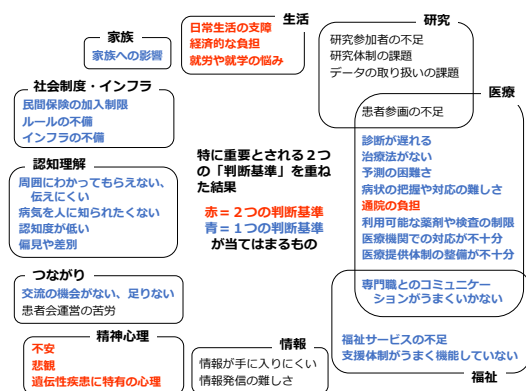 生活
日常生活の支障
経済的な負担
就労や就学の悩み
家族
家族への影響
研究
研究参加者の不足
研究体制の課題
データの取り扱いの課題
患者参画の不足
医療
診断が遅れる
治療法がない
予測の困難さ
病状の把握や対応の難しさ
通院の負担
利用可能な薬剤や検査の制限
医療機関での対応が不十分
医療提供体制の整備が不十分
専門職とのコミュニケー
ションがうまくいかない
福祉サービスの不足
支援体制がうまく機能していない
福祉
社会制度・インフラ
民間保険の加入制限
ルールの不備
インフラの不備
認知理解
周囲にわかってもらえない、
伝えにくい
病気を人に知られたくない
認知度が低い
偏見や差別
特に重要とされる２つ
の「判断基準」を重ね
た結果
赤＝２つの判断基準
青＝１つの判断基準
が当てはまるもの
つながり
交流の機会がない、足りない
患者会運営の苦労
精神心理
不安
悲観
遺伝性疾患に特有の心理
情報
情報が手に入りにくい
情報発信の難しさ